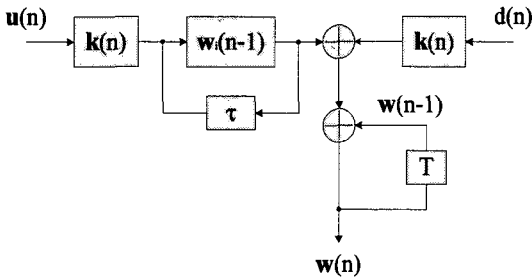 u(n)
d(n)
k(n)
wᵢ(n-1)
k(n)
w(n-1)
τ
T
w(n)